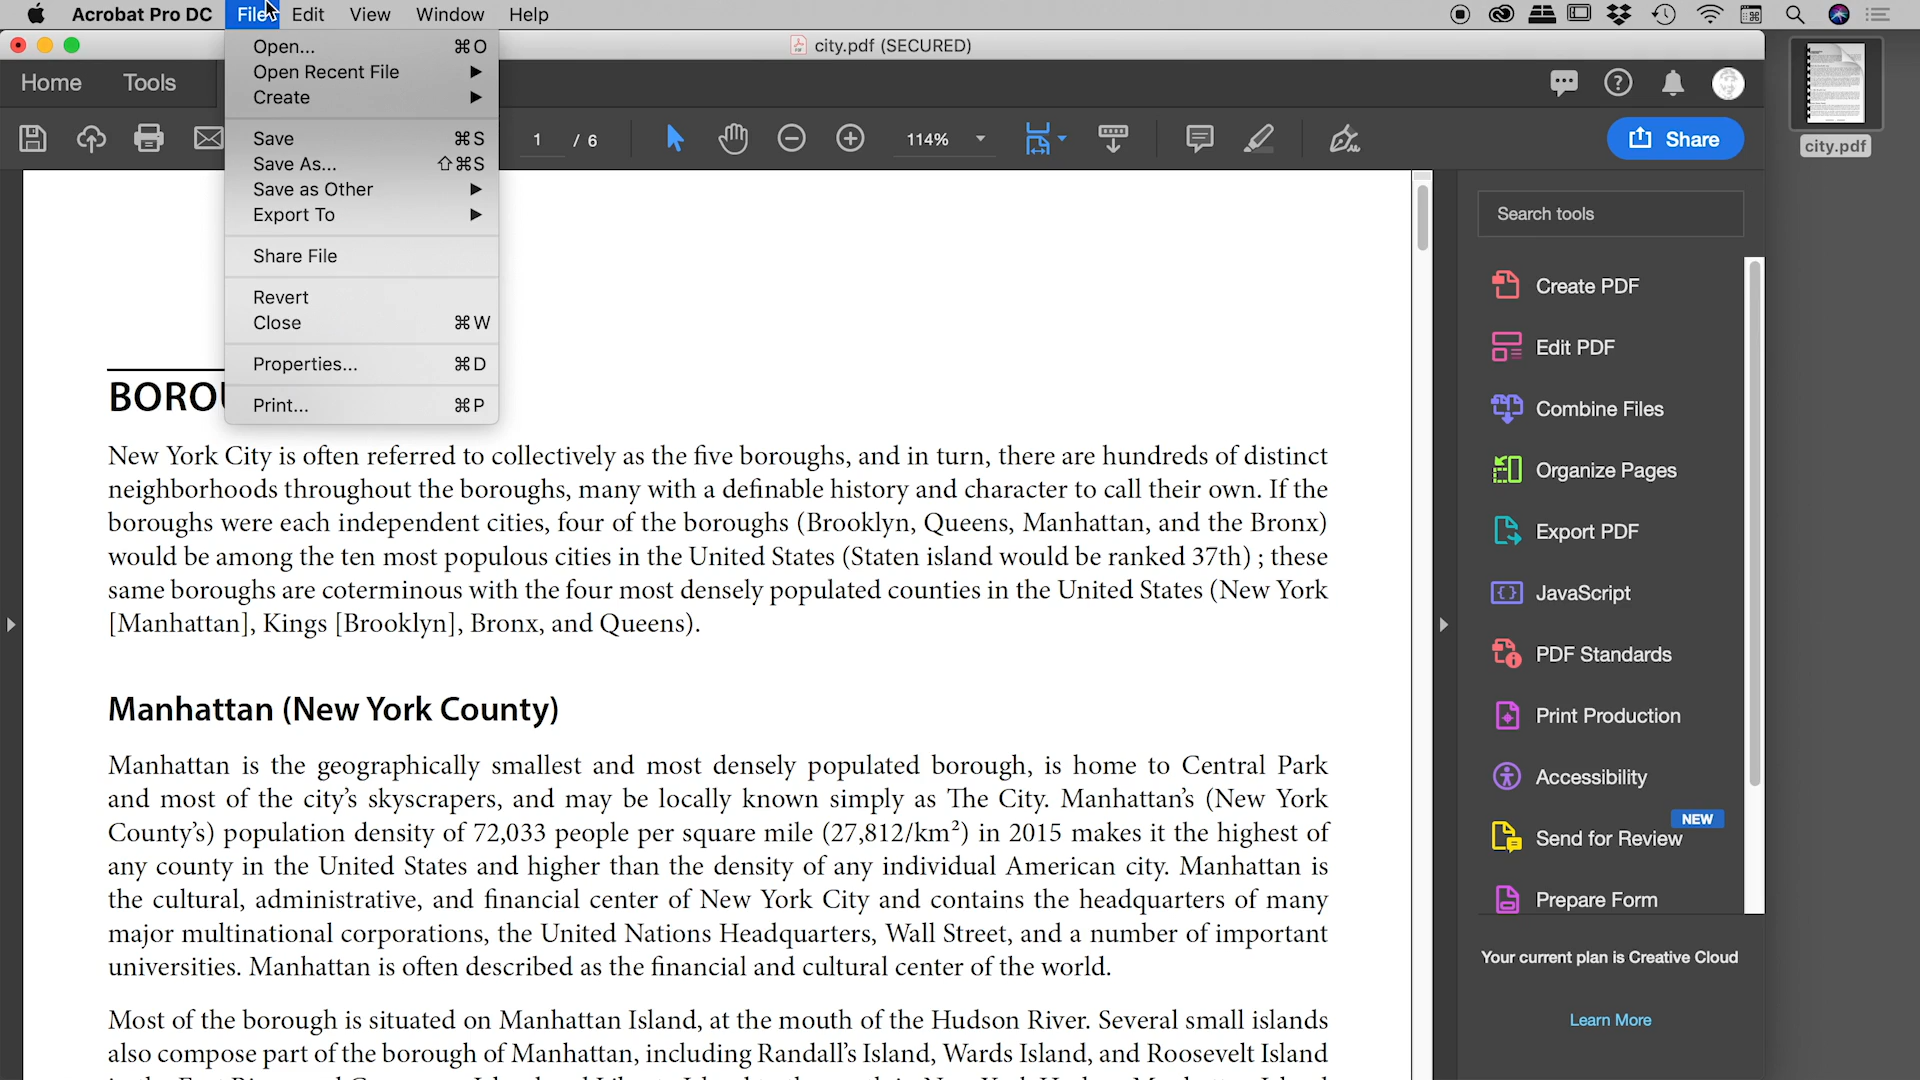 Acrobat Pro DC File Edit View Window Help
city.pdf (SECURED)
Home Tools
1 / 6 114% Share
city.pdf
Open... ⌘O
Open Recent File
Create
Save ⌘S
Save As... ⇧⌘S
Save as Other
Export To
Share File
Revert
Close ⌘W
Properties... ⌘D
Print... ⌘P
New York City is often referred to collectively as the five boroughs, and in turn, there are hundreds of distinct
neighborhoods throughout the boroughs, many with a definable history and character to call their own. If the
boroughs were each independent cities, four of the boroughs (Brooklyn, Queens, Manhattan, and the Bronx)
would be among the ten most populous cities in the United States (Staten island would be ranked 37th) ; these
same boroughs are coterminous with the four most densely populated counties in the United States (New York
[Manhattan], Kings [Brooklyn], Bronx, and Queens).
Manhattan (New York County)
Manhattan is the geographically smallest and most densely populated borough, is home to Central Park
and most of the city's skyscrapers, and may be locally known simply as The City. Manhattan's (New York
County's) population density of 72,033 people per square mile (27,812/km²) in 2015 makes it the highest of
any county in the United States and higher than the density of any individual American city. Manhattan is
the cultural, administrative, and financial center of New York City and contains the headquarters of many
major multinational corporations, the United Nations Headquarters, Wall Street, and a number of important
universities. Manhattan is often described as the financial and cultural center of the world.
Most of the borough is situated on Manhattan Island, at the mouth of the Hudson River. Several small islands
also compose part of the borough of Manhattan, including Randall's Island, Wards Island, and Roosevelt Island
Search tools
Create PDF
Edit PDF
Combine Files
Organize Pages
Export PDF
JavaScript
PDF Standards
Print Production
Accessibility
NEW
Send for Review
Prepare Form
Your current plan is Creative Cloud
Learn More